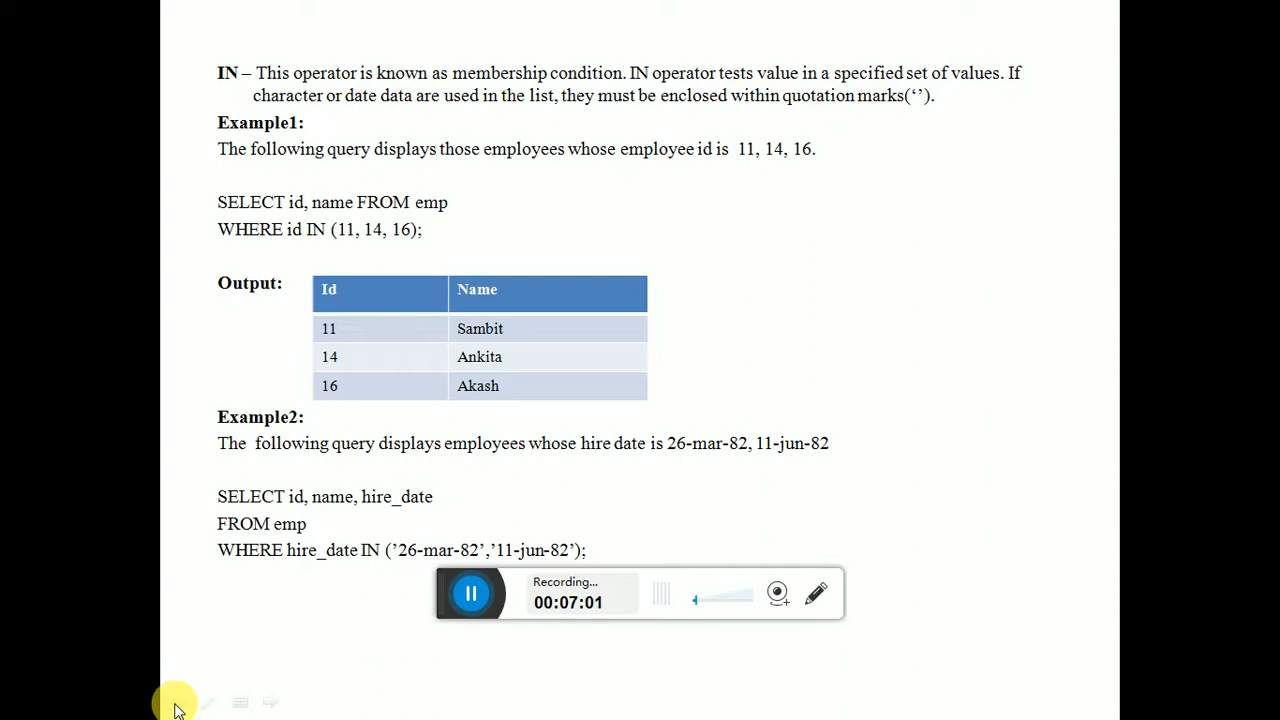 IN – This operator is known as membership condition. IN operator tests value in a specified set of values. If
character or date data are used in the list, they must be enclosed within quotation marks(‘’).
Example1:
The following query displays those employees whose employee id is 11, 14, 16.
SELECT id, name FROM emp
WHERE id IN (11, 14, 16);
Output:
Id Name
11 Sambit
14 Ankita
16 Akash
Example2:
The following query displays employees whose hire date is 26-mar-82, 11-jun-82
SELECT id, name, hire_date
FROM emp
WHERE hire_date IN (’26-mar-82’,’11-jun-82’);
Recording...
00:07:01